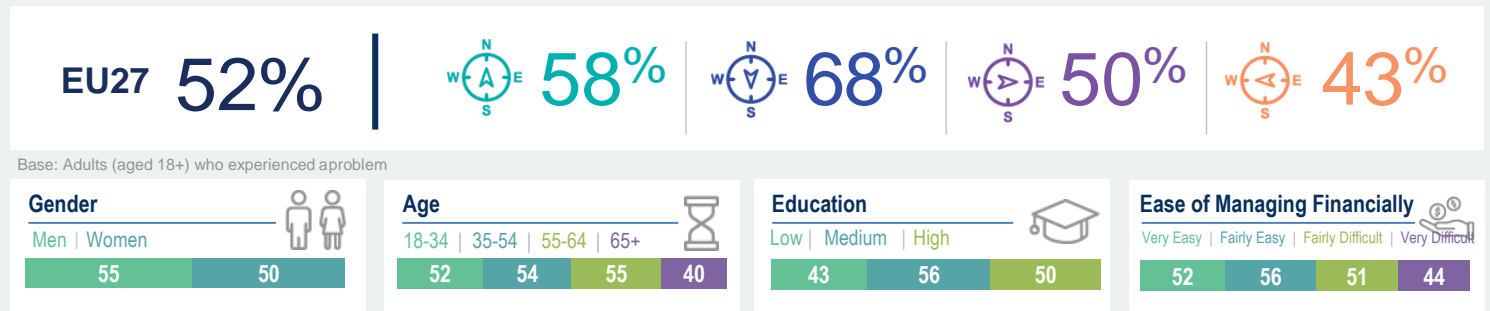 EU27 52%
N
W E
S
58%
N
W E
S
68%
N
W E
S
50%
N
W E
S
43%
Base: Adults (aged 18+) who experienced aproblem
Gender
Men | Women
55 50
Age
18-34 | 35-54 | 55-64 | 65+
52 54 55 40
Education
Low | Medium | High
43 56 50
Ease of Managing Financially
Very Easy | Fairly Easy | Fairly Difficult | Very Difficult
52 56 51 44